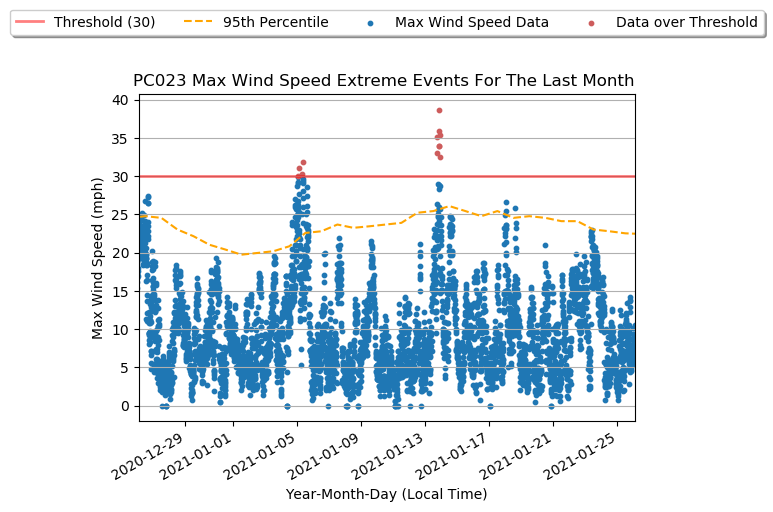 Threshold (30) 95th Percentile Max Wind Speed Data Data over Threshold
PC023 Max Wind Speed Extreme Events For The Last Month
40
35
30
25
20
15
10
5
0
Max Wind Speed (mph)
2020-12-29 2021-01-01 2021-01-05 2021-01-09 2021-01-13 2021-01-17 2021-01-21 2021-01-25
Year-Month-Day (Local Time)